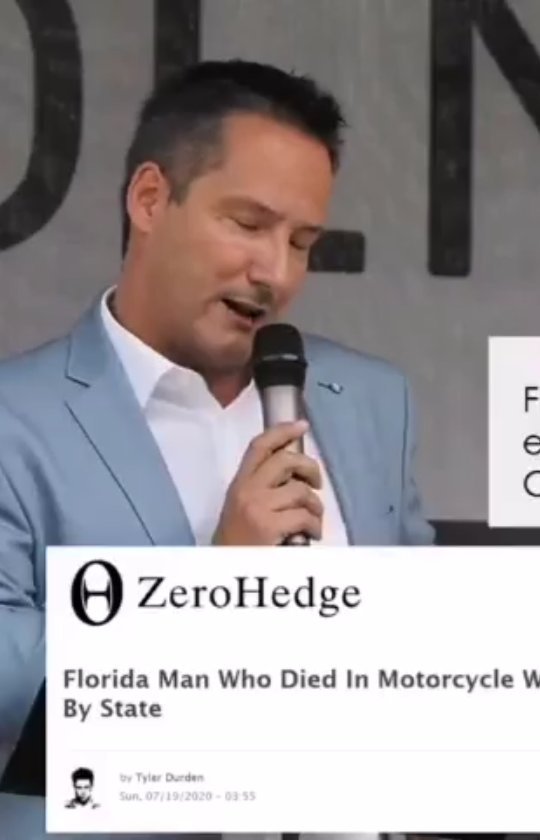 F
e
ZeroHedge
Florida Man Who Died In Motorcycle W
By State
by Tyler Durden
Sun, 07/19/2020 - 03:55